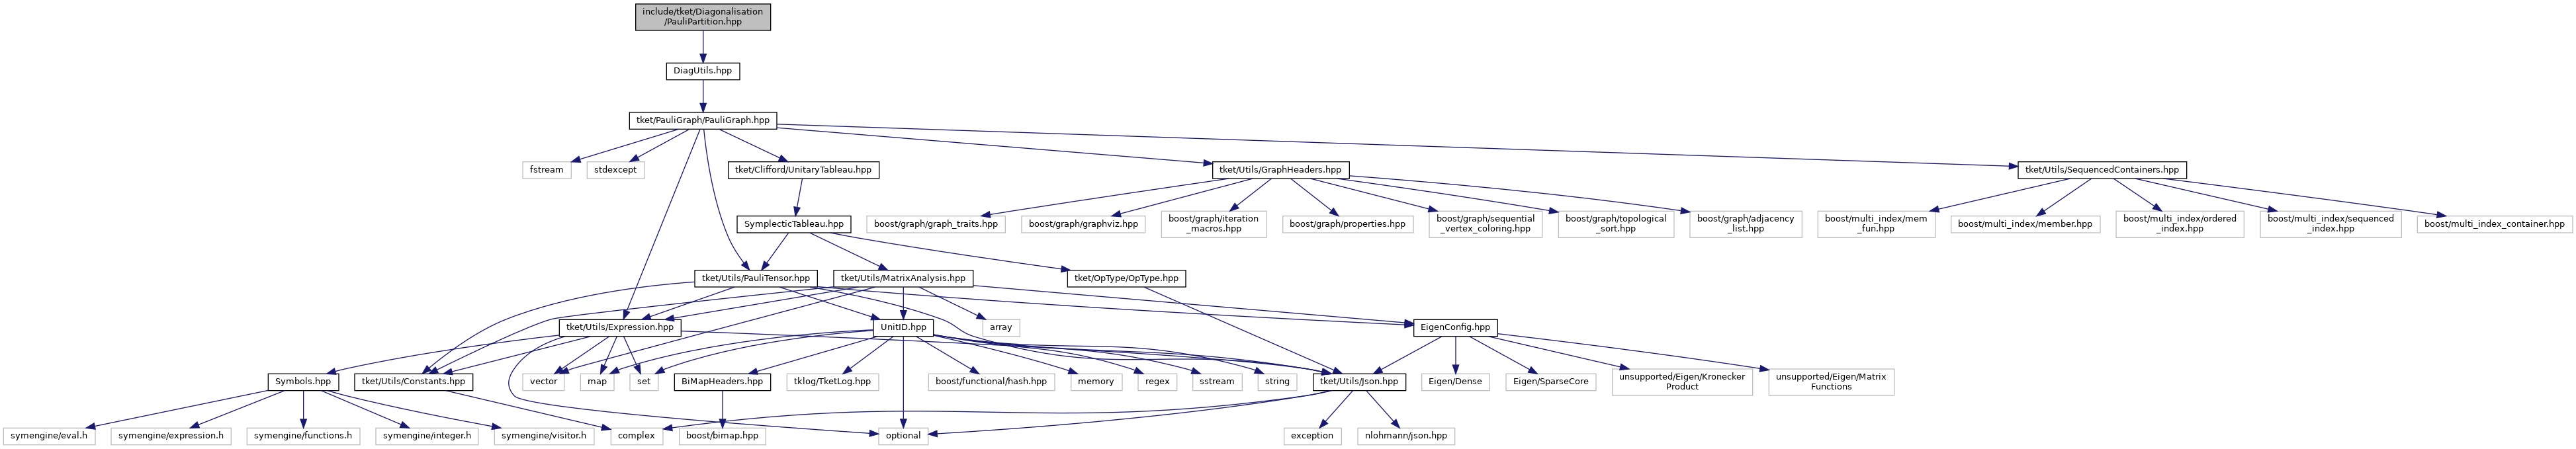 include/tket/Diagonalisation
/PauliPartition.hpp
DiagUtils.hpp
tket/PauliGraph/PauliGraph.hpp
fstream
stdexcept
tket/Clifford/UnitaryTableau.hpp
tket/Utils/GraphHeaders.hpp
tket/Utils/SequencedContainers.hpp
SymplecticTableau.hpp
boost/graph/graph_traits.hpp
boost/graph/graphviz.hpp
boost/graph/iteration
_macros.hpp
boost/graph/properties.hpp
boost/graph/sequential
_vertex_coloring.hpp
boost/graph/topological
_sort.hpp
boost/graph/adjacency
_list.hpp
boost/multi_index/mem
_fun.hpp
boost/multi_index/member.hpp
boost/multi_index/ordered
_index.hpp
boost/multi_index/sequenced
_index.hpp
boost/multi_index_container.hpp
tket/Utils/PauliTensor.hpp
tket/Utils/MatrixAnalysis.hpp
tket/OpType/OpType.hpp
tket/Utils/Expression.hpp
UnitID.hpp
array
EigenConfig.hpp
Symbols.hpp
tket/Utils/Constants.hpp
vector
map
set
BiMapHeaders.hpp
tklog/TketLog.hpp
boost/functional/hash.hpp
memory
regex
sstream
string
tket/Utils/Json.hpp
Eigen/Dense
Eigen/SparseCore
unsupported/Eigen/Kronecker
Product
unsupported/Eigen/Matrix
Functions
symengine/eval.h
symengine/expression.h
symengine/functions.h
symengine/integer.h
symengine/visitor.h
complex
boost/bimap.hpp
optional
exception
nlohmann/json.hpp